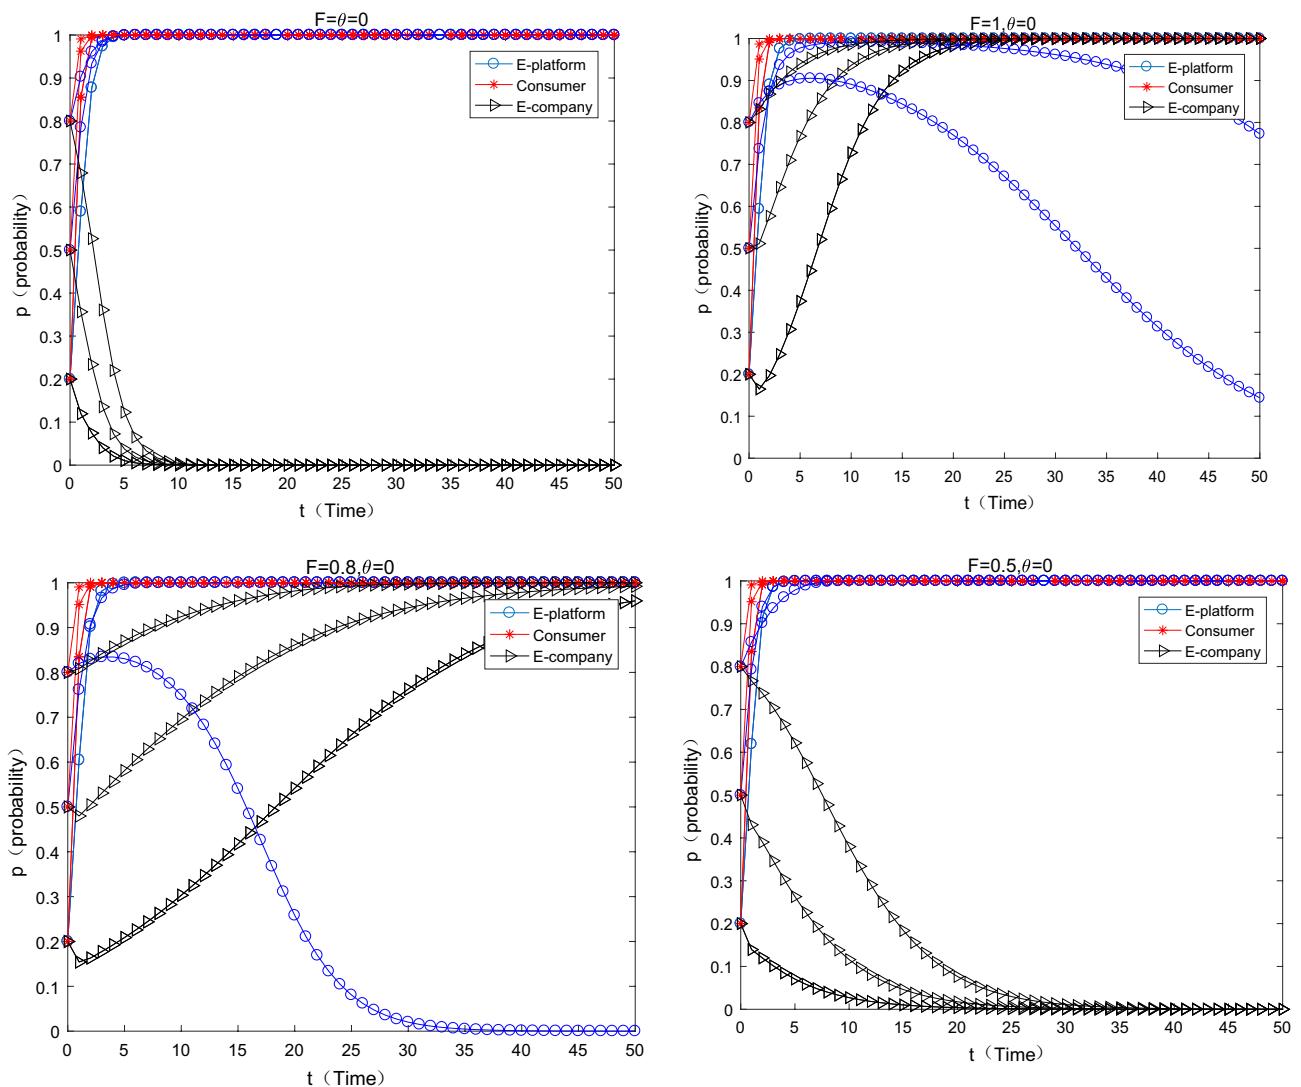 F=θ=0
1
0.9
0.8
0.7
0.6
0.5
0.4
0.3
0.2
0.1
0
p（probability）
0 5 10 15 20 25 30 35 40 45 50
t（Time）
E-platform
Consumer
E-company
F=1,θ=0
1
0.9
0.8
0.7
0.6
0.5
0.4
0.3
0.2
0.1
0
p（probability）
0 5 10 15 20 25 30 35 40 45 50
t（Time）
E-platform
Consumer
E-company
F=0.8,θ=0
1
0.9
0.8
0.7
0.6
0.5
0.4
0.3
0.2
0.1
0
p（probability）
0 5 10 15 20 25 30 35 40 45 50
t（Time）
E-platform
Consumer
E-company
F=0.5,θ=0
1
0.9
0.8
0.7
0.6
0.5
0.4
0.3
0.2
0.1
0
p（probability）
0 5 10 15 20 25 30 35 40 45 50
t（Time）
E-platform
Consumer
E-company